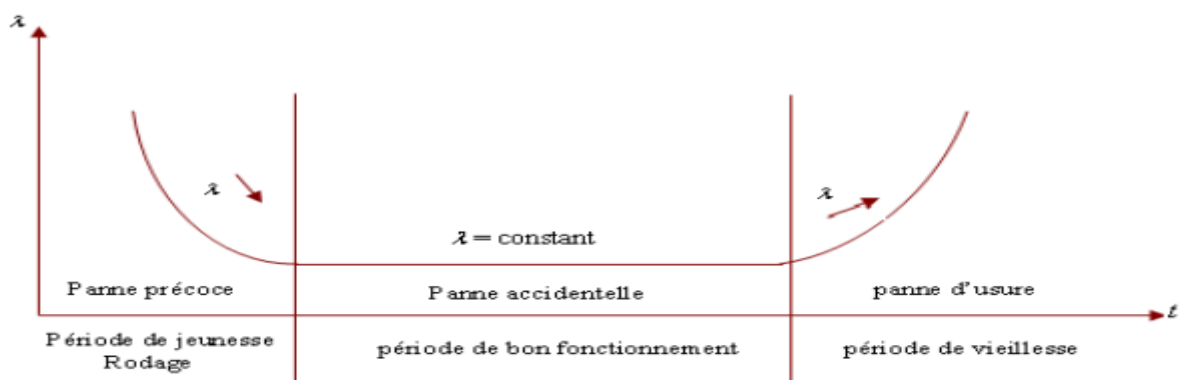 λ
λ
λ
λ = constant
Panne précoce
Panne accidentelle
panne d'usure
t
Période de jeunesse
Rodage
période de bon fonctionnement
période de vieillesse